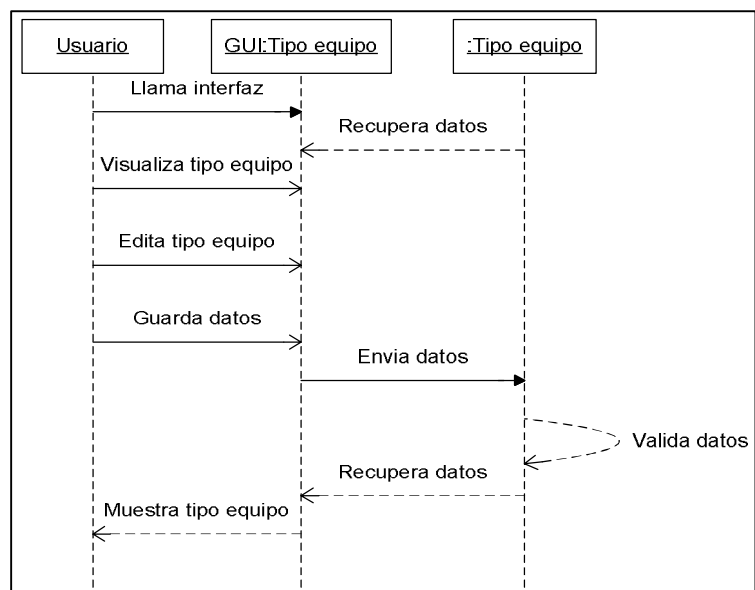 Usuario
GUI:Tipo equipo
:Tipo equipo
Llama interfaz
Recupera datos
Visualiza tipo equipo
Edita tipo equipo
Guarda datos
Envia datos
Valida datos
Recupera datos
Muestra tipo equipo